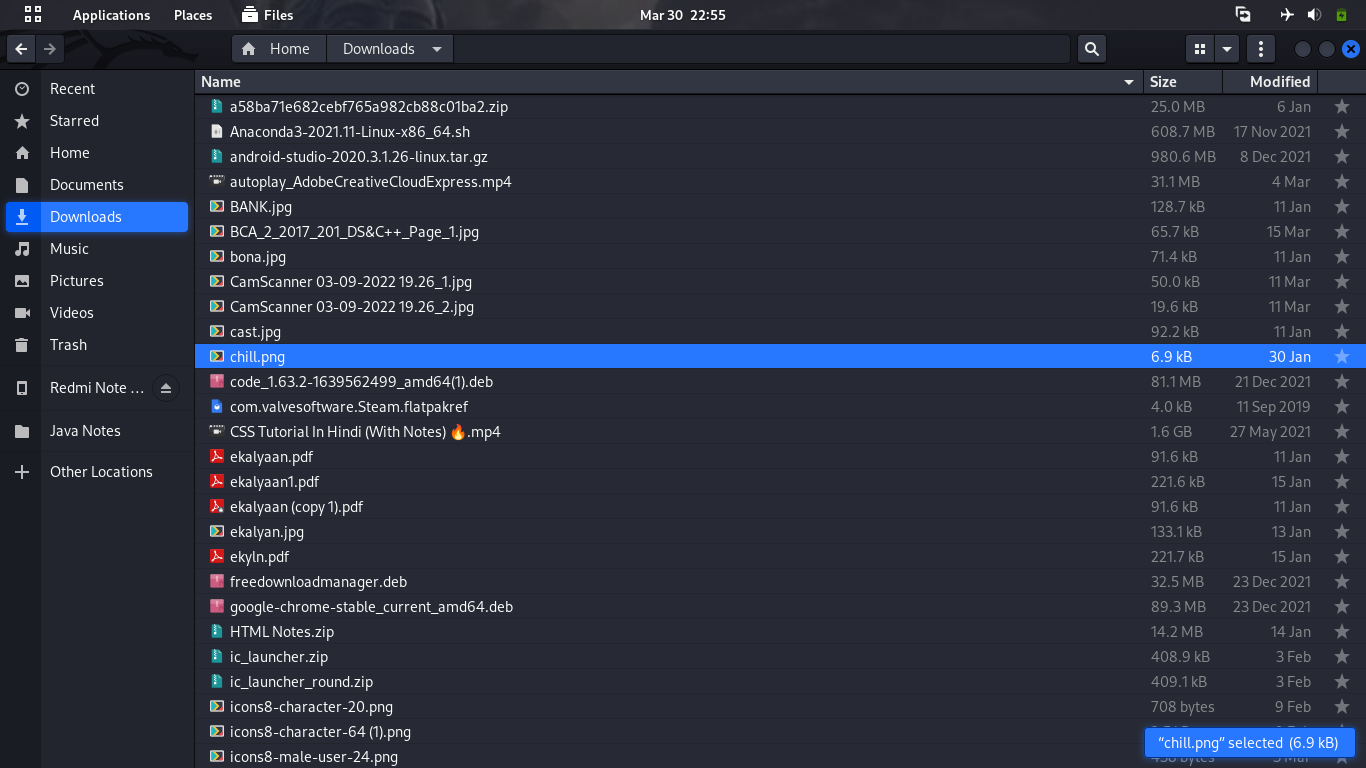 Applications Places Files Mar 30 22:55
Home Downloads
Name Size Modified
Recent
Starred
Home
Documents
Downloads
Music
Pictures
Videos
Trash
Redmi Note ...
Java Notes
Other Locations
a58ba71e682cebf765a982cb88c01ba2.zip 25.0 MB 6 Jan
Anaconda3-2021.11-Linux-x86_64.sh 608.7 MB 17 Nov 2021
android-studio-2020.3.1.26-linux.tar.gz 980.6 MB 8 Dec 2021
autoplay_AdobeCreativeCloudExpress.mp4 31.1 MB 4 Mar
BANK.jpg 128.7 kB 11 Jan
BCA_2_2017_201_DS&C++_Page_1.jpg 65.7 kB 15 Mar
bona.jpg 71.4 kB 11 Jan
CamScanner 03-09-2022 19.26_1.jpg 50.0 kB 11 Mar
CamScanner 03-09-2022 19.26_2.jpg 19.6 kB 11 Mar
cast.jpg 92.2 kB 11 Jan
chill.png 6.9 kB 30 Jan
code_1.63.2-1639562499_amd64(1).deb 81.1 MB 21 Dec 2021
com.valvesoftware.Steam.flatpakref 4.0 kB 11 Sep 2019
CSS Tutorial In Hindi (With Notes) 🔥.mp4 1.6 GB 27 May 2021
ekalyaan.pdf 91.6 kB 11 Jan
ekalyaan1.pdf 221.6 kB 15 Jan
ekalyaan (copy 1).pdf 91.6 kB 11 Jan
ekalyan.jpg 133.1 kB 13 Jan
ekyln.pdf 221.7 kB 15 Jan
freedownloadmanager.deb 32.5 MB 23 Dec 2021
google-chrome-stable_current_amd64.deb 89.3 MB 23 Dec 2021
HTML Notes.zip 14.2 MB 14 Jan
ic_launcher.zip 408.9 kB 3 Feb
ic_launcher_round.zip 409.1 kB 3 Feb
icons8-character-20.png 708 bytes 9 Feb
icons8-character-64 (1).png
icons8-male-user-24.png
“chill.png” selected (6.9 kB)